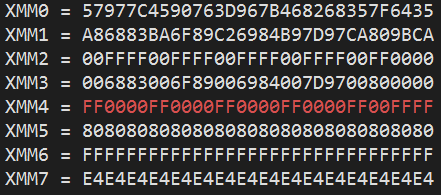 XMM0 = 57977C4590763D967B468268357F6435
XMM1 = A86883BA6F89C26984B97D97CA809BCA
XMM2 = 00FFFF00FFFF00FFFF00FFFF00FF0000
XMM3 = 006883006F89006984007D9700800000
XMM4 = FF0000FF0000FF0000FF0000FF00FFFF
XMM5 = 80808080808080808080808080808080
XMM6 = FFFFFFFFFFFFFFFFFFFFFFFFFFFFFFFF
XMM7 = E4E4E4E4E4E4E4E4E4E4E4E4E4E4E4E4